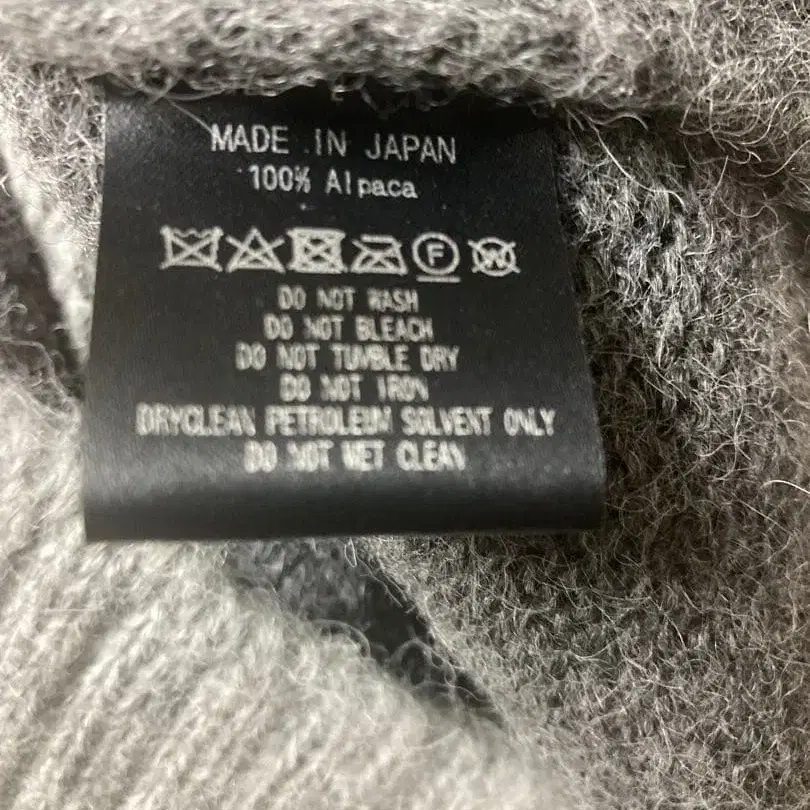 MADE IN JAPAN
100% Alpaca
F W
DO NOT WASH
DO NOT BLEACH
DO NOT TUMBLE DRY
DO NOT IRON
DRYCLEAN PETROLEUM SOLVENT ONLY
DO NOT WET CLEAN